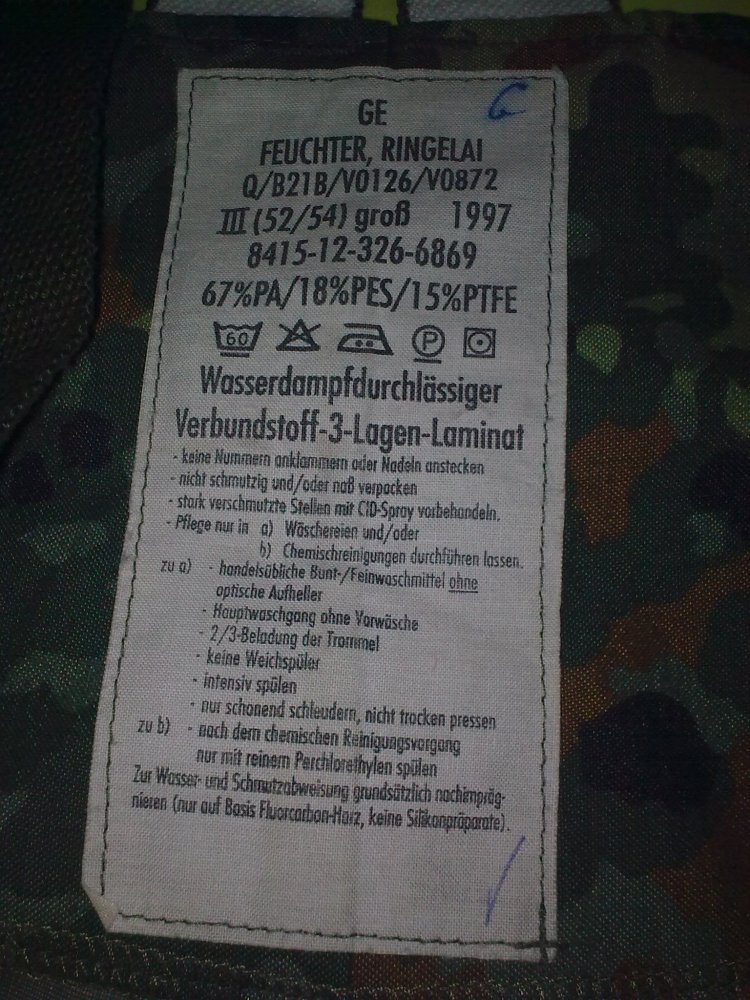 GE
G
FEUCHTER, RINGELAI
Q/B21B/V0126/V0872
III (52/54) groß 1997
8415-12-326-6869
67%PA/18%PES/15%PTFE
60 P
Wasserdampfdurchlässiger
Verbundstoff-3-Lagen-Laminat
- keine Nummern anklammern oder Nadeln anstecken
- nicht schmutzig und/oder naß verpacken
- stark verschmutzte Stellen mit CID-Spray vorbehandeln.
- Pflege nur in a) Wäschereien und/oder
b) Chemischreinigungen durchführen lassen.
zu a) - handelsübliche Bunt-/Feinwaschmittel ohne
optische Aufheller
- Hauptwaschgang ohne Vorwäsche
- 2/3-Beladung der Trommel
- keine Weichspüler
- intensiv spülen
- nur schonend schleudern, nicht trocken pressen
zu b) - nach dem chemischen Reinigungsvorgang
nur mit reinem Perchlorethylen spülen
Zur Wasser- und Schmutzabweisung grundsätzlich nachimpräg-
nieren (nur auf Basis Fluorcarbon-Harz, keine Silikonpräparate).